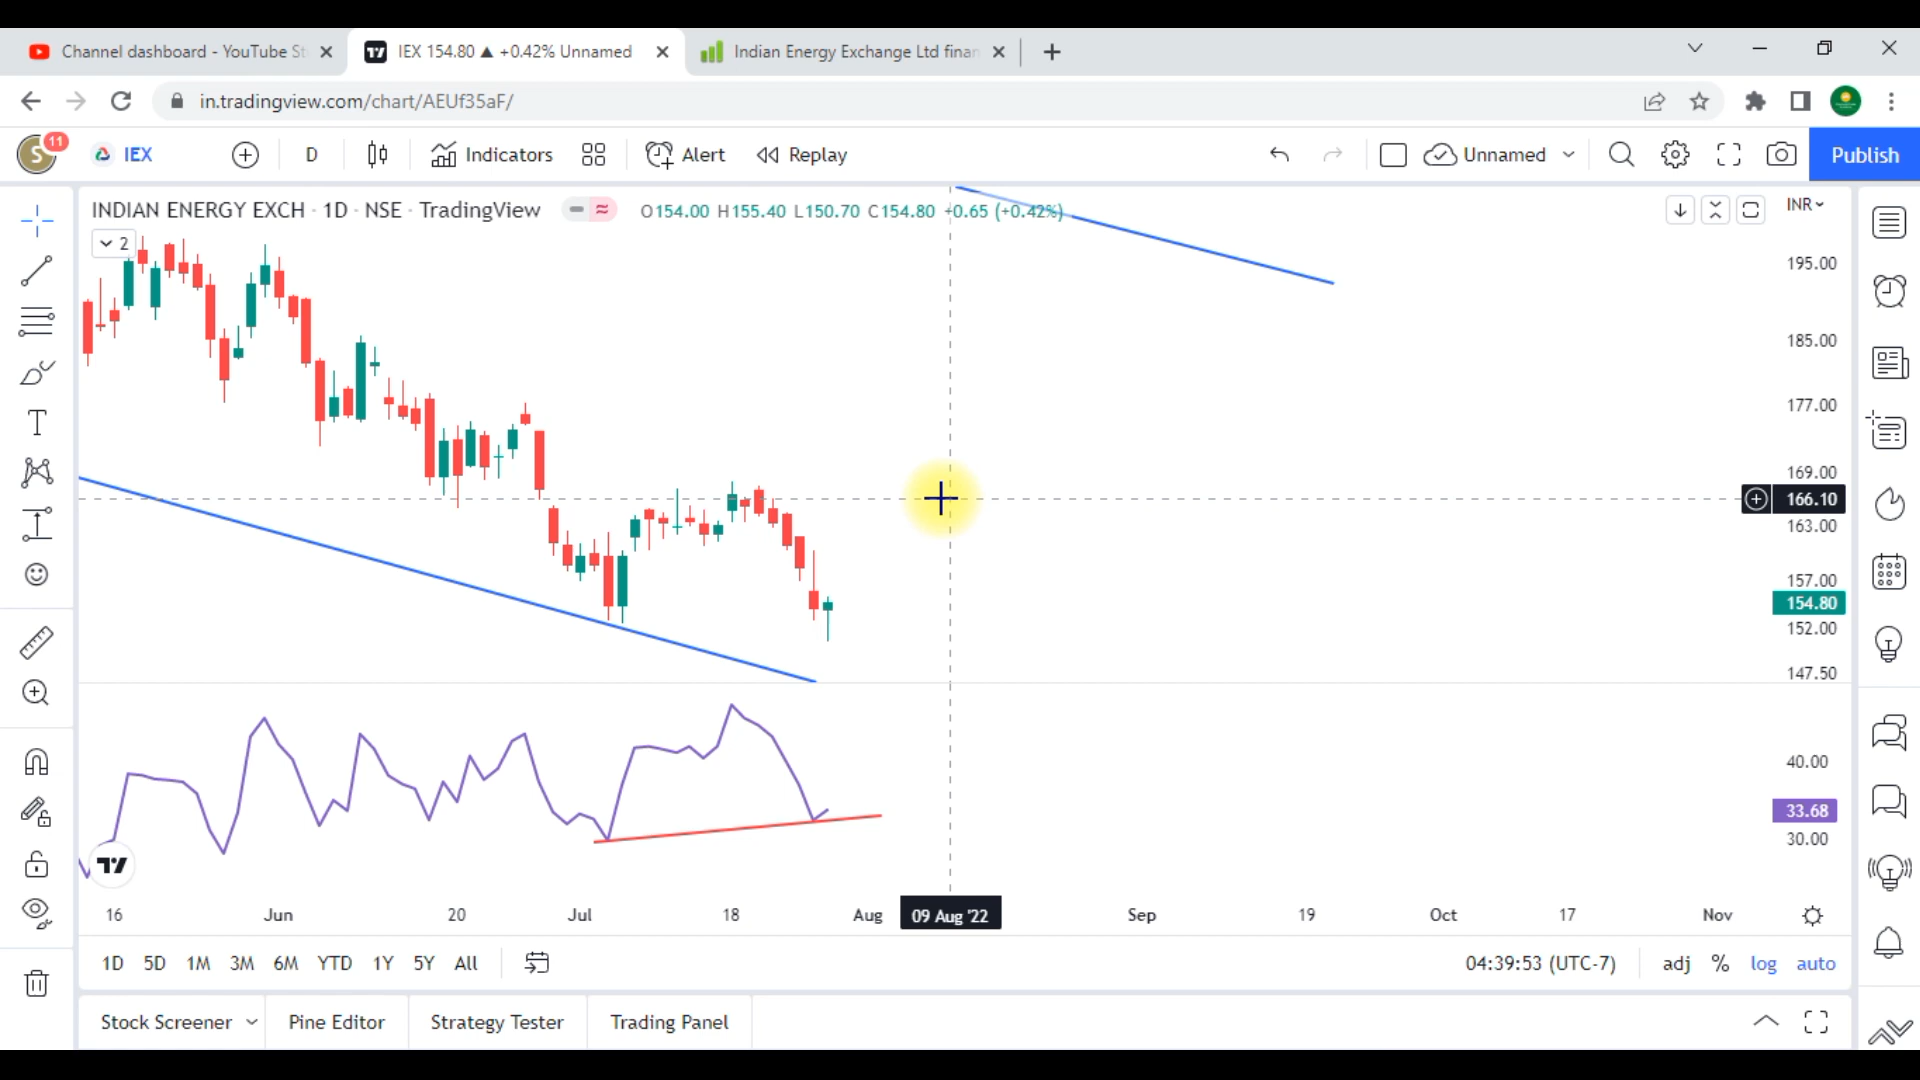 Channel dashboard - YouTube St
IEX 154.80 ▲ +0.42% Unnamed
Indian Energy Exchange Ltd finan
in.tradingview.com/chart/AEUf35aF/
S
11
IEX
D
Indicators
Alert
Replay
Unnamed
Publish
INDIAN ENERGY EXCH · 1D · NSE · TradingView
O154.00 H155.40 L150.70 C154.80 +0.65 (+0.42%)
INR
2
195.00
185.00
177.00
169.00
166.10
163.00
157.00
154.80
152.00
147.50
40.00
33.68
30.00
16
Jun
20
Jul
18
Aug
09 Aug '22
Sep
19
Oct
17
Nov
1D 5D 1M 3M 6M YTD 1Y 5Y All
04:39:53 (UTC-7)
adj % log auto
Stock Screener
Pine Editor
Strategy Tester
Trading Panel